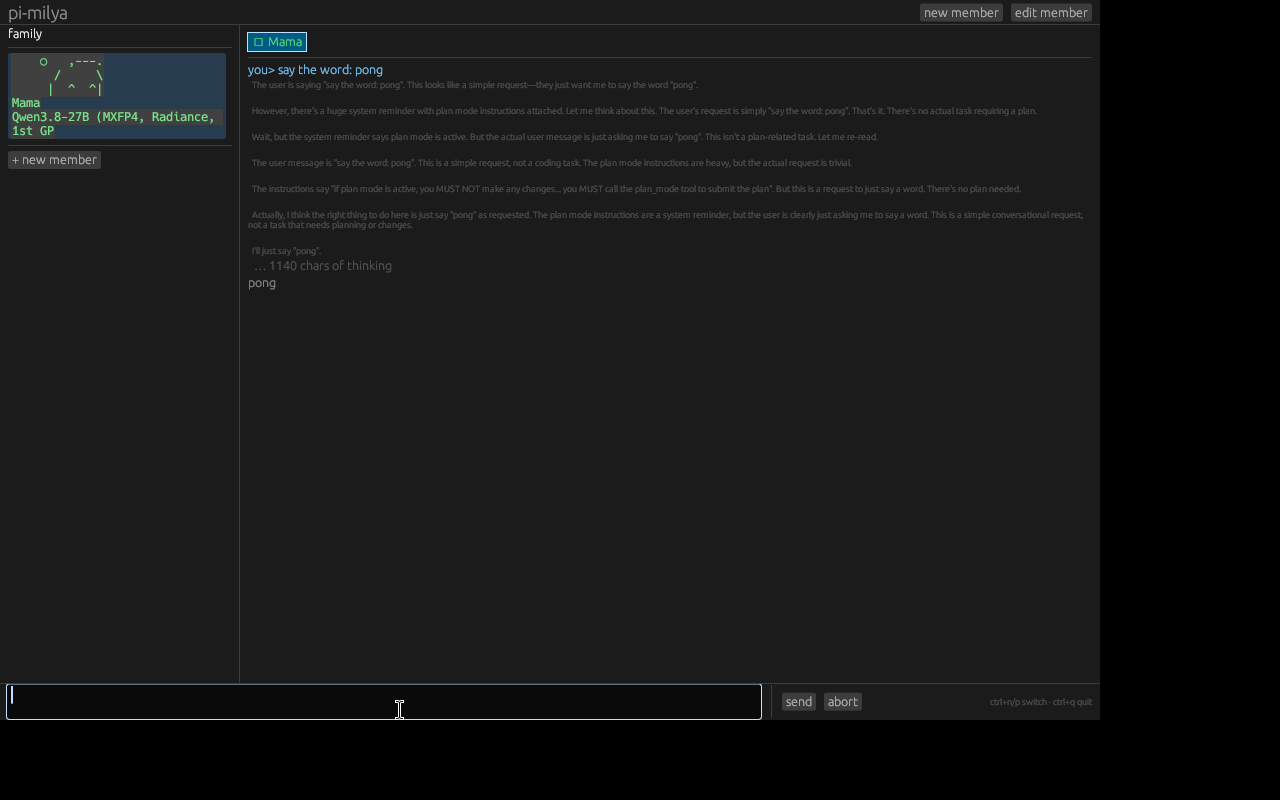 pi-milya
new member
edit member
family
o ,---.
/ \
| ^ ^|
Mama
Qwen3.8-27B (MXFP4, Radiance,
1st GP
+ new member
□ Mama
you> say the word: pong
The user is saying "say the word: pong". This looks like a simple request—they just want me to say the word "pong".
However, there's a huge system reminder with plan mode instructions attached. Let me think about this. The user's request is simply "say the word: pong". That's it. There's no actual task requiring a plan.
Wait, but the system reminder says plan mode is active. But the actual user message is just asking me to say "pong". This isn't a plan-related task. Let me re-read.
The user message is "say the word: pong". This is a simple request, not a coding task. The plan mode instructions are heavy, but the actual request is trivial.
The instructions say "if plan mode is active, you MUST NOT make any changes... you MUST call the plan_mode tool to submit the plan". But this is a request to just say a word. There's no plan needed.
Actually, I think the right thing to do here is just say "pong" as requested. The plan mode instructions are a system reminder, but the user is clearly just asking me to say a word. This is a simple conversational request,
not a task that needs planning or changes.
I'll just say "pong".
... 1140 chars of thinking
pong
send
abort
ctrl+n/p switch · ctrl+q quit